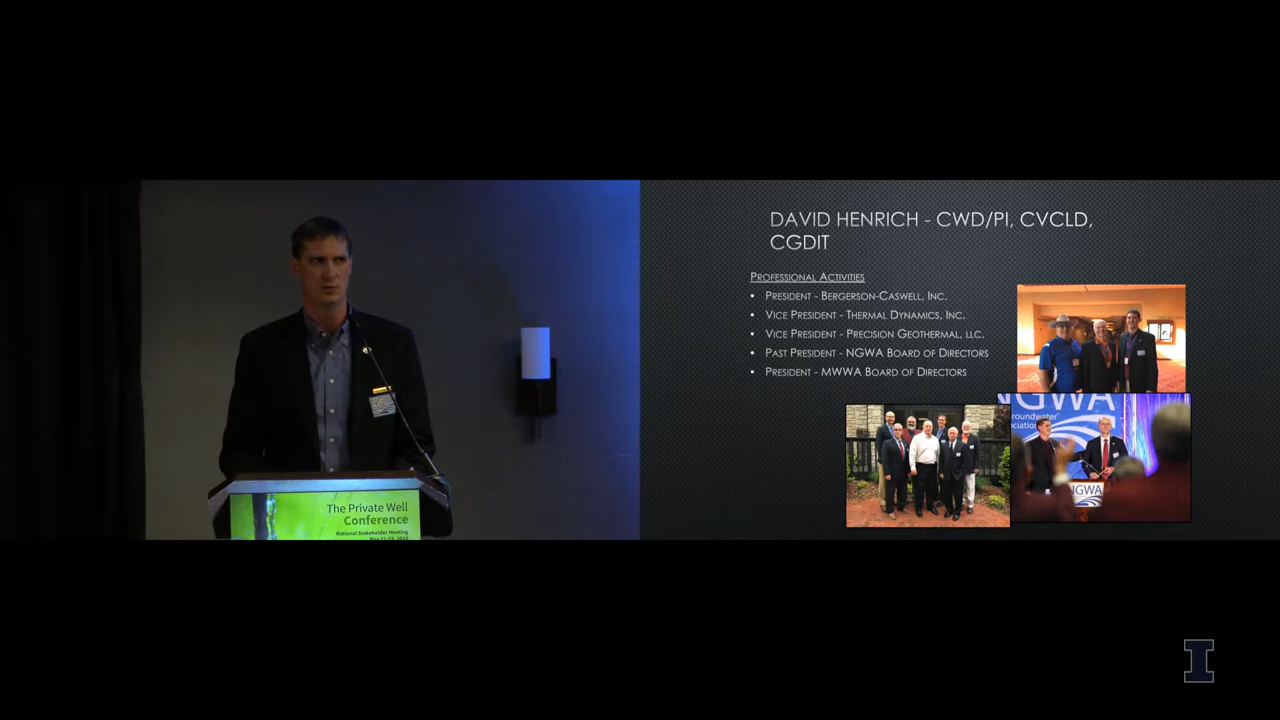 DAVID HENRICH - CWD/PI, CVCLD,
CGDIT
PROFESSIONAL ACTIVITIES
• PRESIDENT - BERGERSON-CASWELL, INC.
• VICE PRESIDENT - THERMAL DYNAMICS, INC.
• VICE PRESIDENT - PRECISION GEOTHERMAL, LLC.
• PAST PRESIDENT - NGWA BOARD OF DIRECTORS
• PRESIDENT - MWWA BOARD OF DIRECTORS
NGWA
Groundwater
NGWA
The Private Well
Conference
National Stakeholder Meeting
I